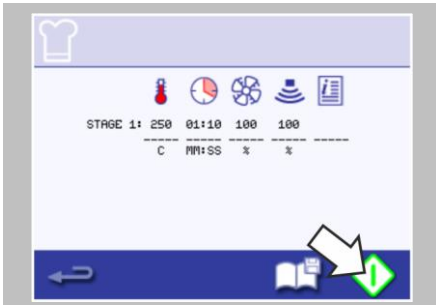 STAGE 1: 250 01:10 100 100
----- ----- ----- ----- -----
C MM:SS % %